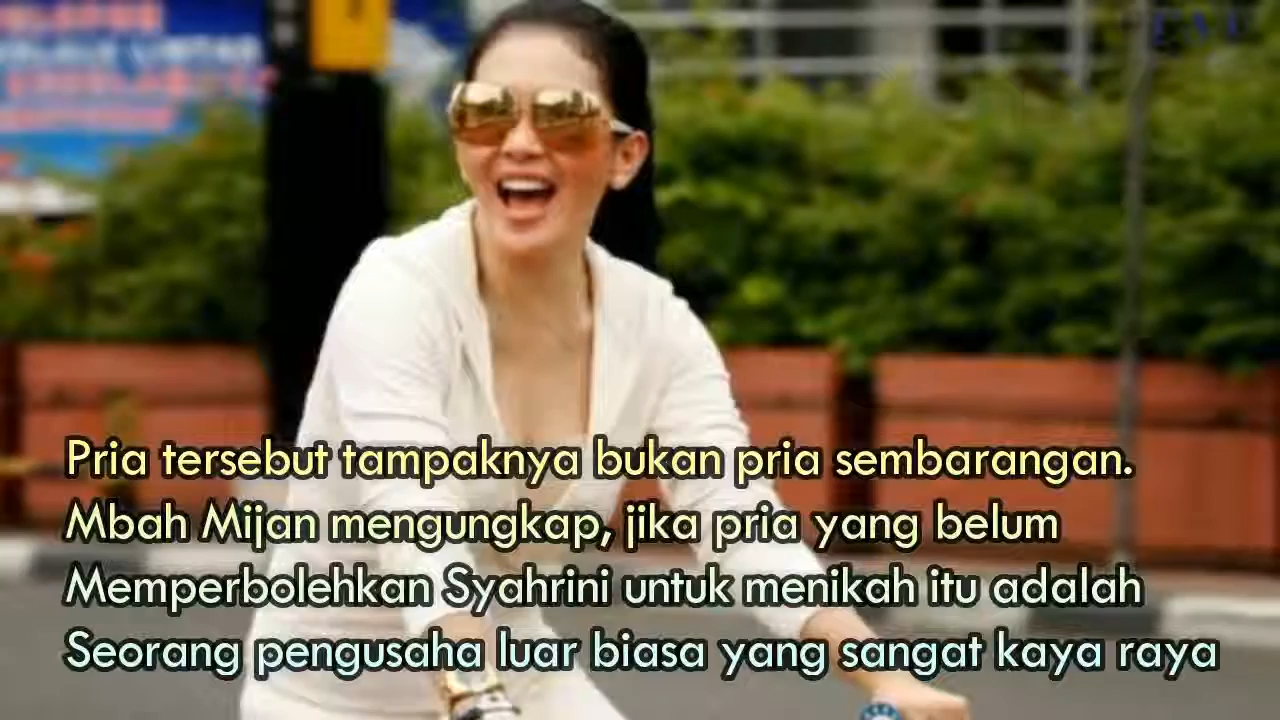 Pria tersebut tampaknya bukan pria sembarangan.
Mbah Mijan mengungkap, jika pria yang belum
Memperbolehkan Syahrini untuk menikah itu adalah
Seorang pengusaha luar biasa yang sangat kaya raya